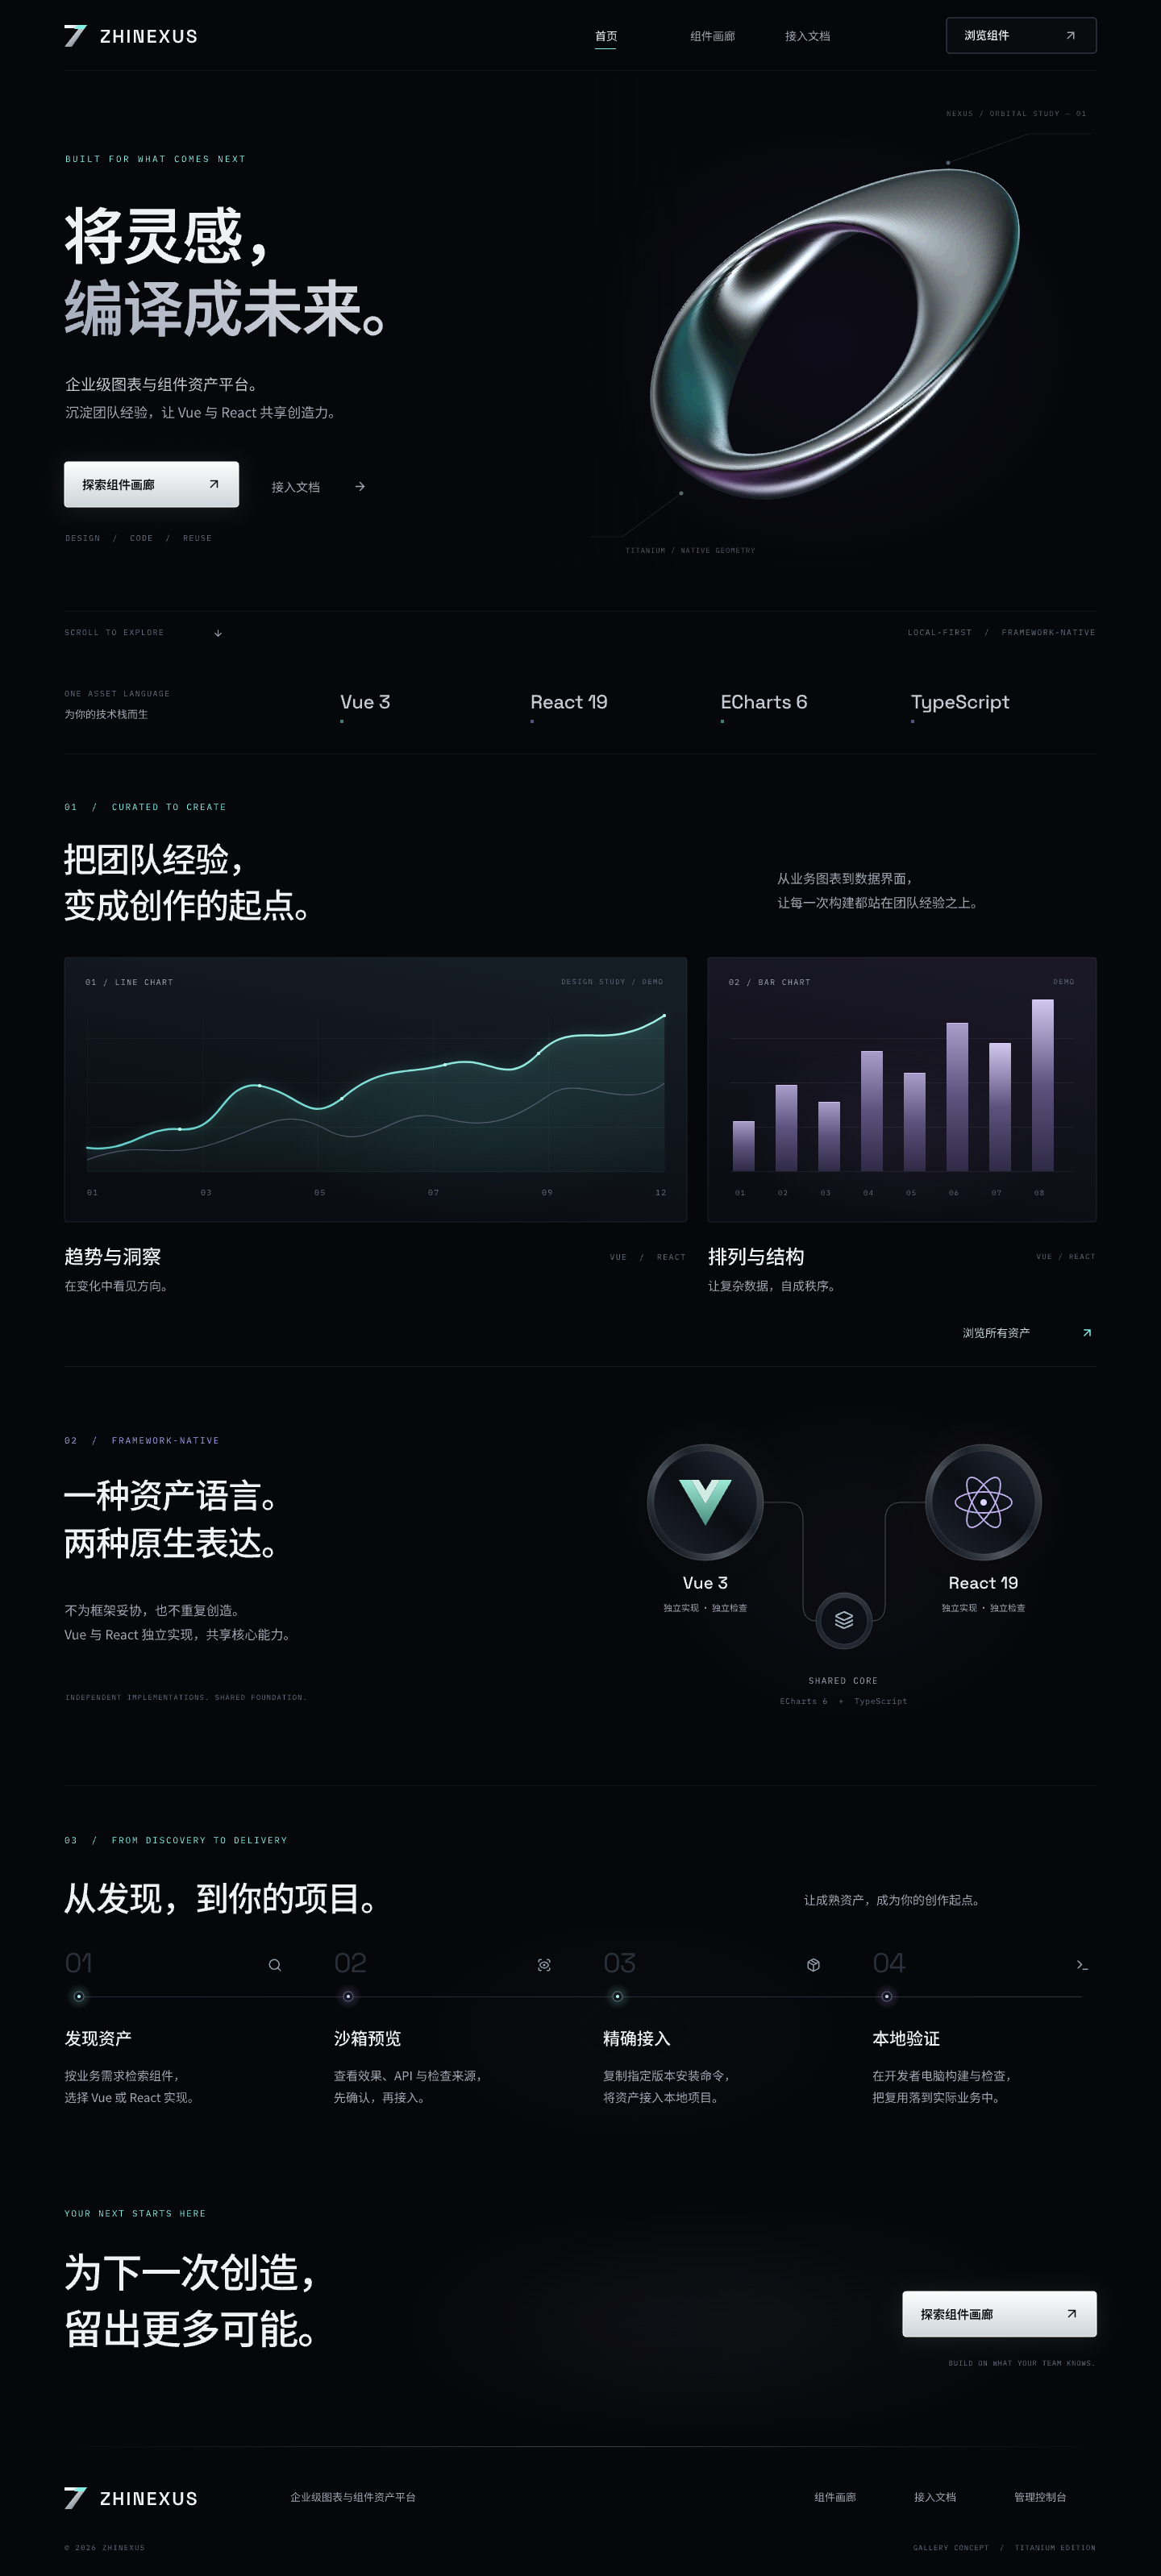 ZHINEXUS
首页
组件画廊
接入文档
浏览组件
NEXUS / ORBITAL STUDY — 01
BUILT FOR WHAT COMES NEXT
将灵感，
编译成未来。
企业级图表与组件资产平台。
沉淀团队经验，让 Vue 与 React 共享创造力。
探索组件画廊
接入文档
DESIGN / CODE / REUSE
TITANIUM / NATIVE GEOMETRY
SCROLL TO EXPLORE
LOCAL-FIRST / FRAMEWORK-NATIVE
ONE ASSET LANGUAGE
为你的技术栈而生
Vue 3
React 19
ECharts 6
TypeScript
01 / CURATED TO CREATE
把团队经验，
变成创作的起点。
从业务图表到数据界面，
让每一次构建都站在团队经验之上。
01 / LINE CHART
DESIGN STUDY / DEMO
01 03 05 07 09 12
02 / BAR CHART
DEMO
01 02 03 04 05 06 07 08
趋势与洞察
VUE / REACT
在变化中看见方向。
排列与结构
VUE / REACT
让复杂数据，自成秩序。
浏览所有资产
02 / FRAMEWORK-NATIVE
一种资产语言。
两种原生表达。
不为框架妥协，也不重复创造。
Vue 与 React 独立实现，共享核心能力。
INDEPENDENT IMPLEMENTATIONS. SHARED FOUNDATION.
Vue 3
独立实现 · 独立检查
React 19
独立实现 · 独立检查
SHARED CORE
ECharts 6 + TypeScript
03 / FROM DISCOVERY TO DELIVERY
从发现，到你的项目。
让成熟资产，成为你的创作起点。
01
发现资产
按业务需求检索组件，
选择 Vue 或 React 实现。
02
沙箱预览
查看效果、API 与检查来源，
先确认，再接入。
03
精确接入
复制指定版本安装命令，
将资产接入本地项目。
04
本地验证
在开发者电脑构建与检查，
把复用落到实际业务中。
YOUR NEXT STARTS HERE
为下一次创造，
留出更多可能。
探索组件画廊
BUILD ON WHAT YOUR TEAM KNOWS.
ZHINEXUS
企业级图表与组件资产平台
组件画廊
接入文档
管理控制台
© 2026 ZHINEXUS
GALLERY CONCEPT / TITANIUM EDITION